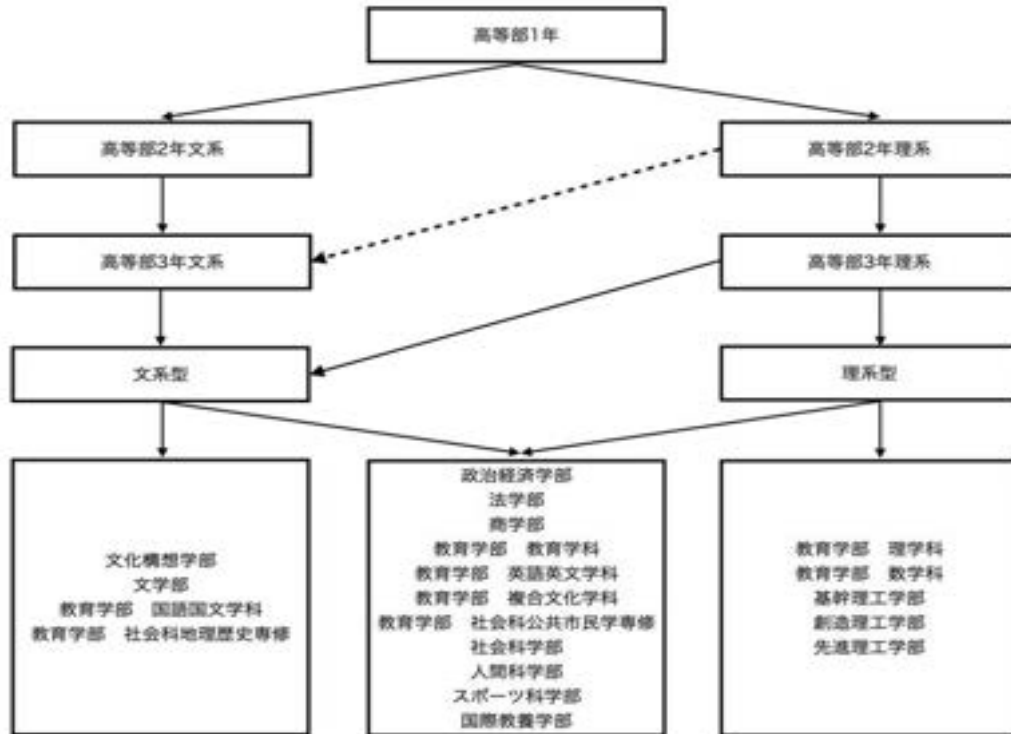 高等部1年
高等部2年文系
高等部2年理系
高等部3年文系
高等部3年理系
文系型
理系型
文化構想学部
文学部
教育学部　国語国文学科
教育学部　社会科地理歴史専修
政治経済学部
法学部
商学部
教育学部　教育学科
教育学部　英語英文学科
教育学部　複合文化学科
教育学部　社会科公共市民学専修
社会科学部
人間科学部
スポーツ科学部
国際教養学部
教育学部　理学科
教育学部　数学科
基幹理工学部
創造理工学部
先進理工学部